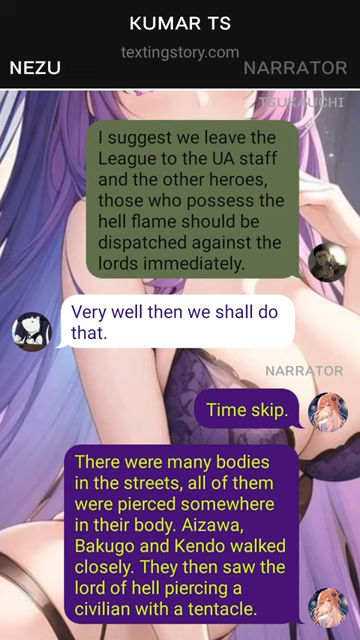 KUMAR TS
textingstory.com
NEZU
NARRATOR
TSUKAUCHI
I suggest we leave the
League to the UA staff
and the other heroes,
those who possess the
hell flame should be
dispatched against the
lords immediately.
Very well then we shall do
that.
NARRATOR
Time skip.
There were many bodies
in the streets, all of them
were pierced somewhere
in their body. Aizawa,
Bakugo and Kendo walked
closely. They then saw the
lord of hell piercing a
civilian with a tentacle.